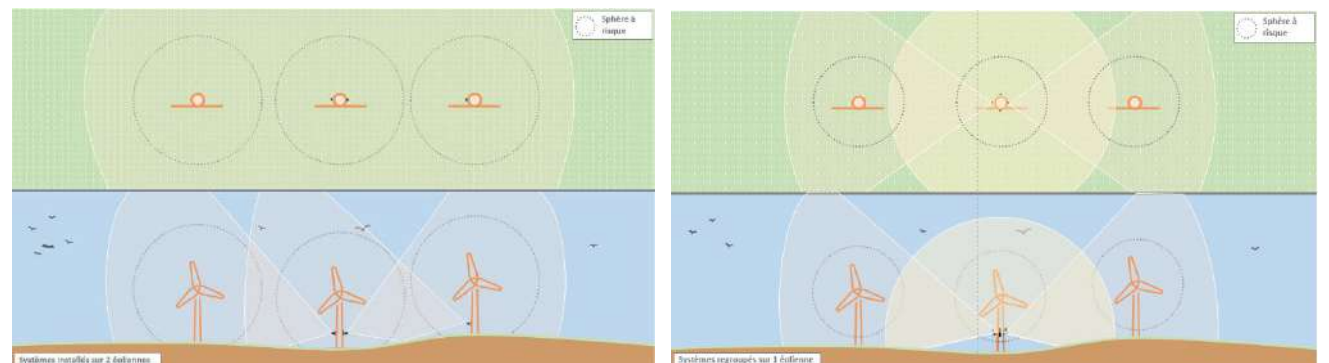 Sphère à
risque
Systèmes installés sur 2 éoliennes
Sphère à
risque
Systèmes regroupés sur 1 éolienne